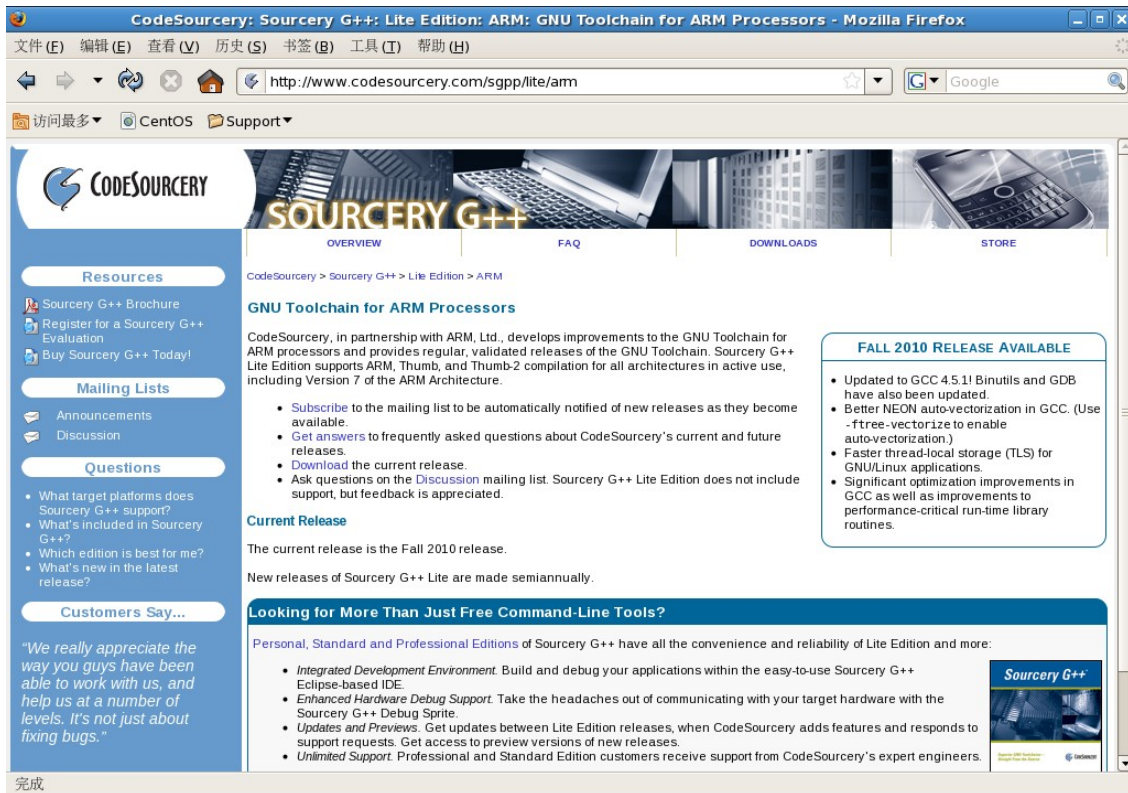 CodeSourcery: Sourcery G++: Lite Edition: ARM: GNU Toolchain for ARM Processors - Mozilla Firefox
文件(F) 编辑(E) 查看(V) 历史(S) 书签(B) 工具(T) 帮助(H)
http://www.codesourcery.com/sgpp/lite/arm
G Google
访问最多 CentOS Support
CODESOURCERY
SOURCERY G++
OVERVIEW FAQ DOWNLOADS STORE
Resources
Sourcery G++ Brochure
Register for a Sourcery G++
Evaluation
Buy Sourcery G++ Today!
Mailing Lists
Announcements
Discussion
Questions
What target platforms does
Sourcery G++ support?
What's included in Sourcery
G++?
Which edition is best for me?
What's new in the latest
release?
Customers Say...
“We really appreciate the
way you guys have been
able to work with us, and
help us at a number of
levels. It's not just about
fixing bugs.”
CodeSourcery > Sourcery G++ > Lite Edition > ARM
GNU Toolchain for ARM Processors
CodeSourcery, in partnership with ARM, Ltd., develops improvements to the GNU Toolchain for
ARM processors and provides regular, validated releases of the GNU Toolchain. Sourcery G++
Lite Edition supports ARM, Thumb, and Thumb-2 compilation for all architectures in active use,
including Version 7 of the ARM Architecture.
Subscribe to the mailing list to be automatically notified of new releases as they become
available.
Get answers to frequently asked questions about CodeSourcery's current and future
releases.
Download the current release.
Ask questions on the Discussion mailing list. Sourcery G++ Lite Edition does not include
support, but feedback is appreciated.
Current Release
The current release is the Fall 2010 release.
New releases of Sourcery G++ Lite are made semiannually.
FALL 2010 RELEASE AVAILABLE
Updated to GCC 4.5.1! Binutils and GDB
have also been updated.
Better NEON auto-vectorization in GCC. (Use
-ftree-vectorize to enable
auto-vectorization.)
Faster thread-local storage (TLS) for
GNU/Linux applications.
Significant optimization improvements in
GCC as well as improvements to
performance-critical run-time library
routines.
Looking for More Than Just Free Command-Line Tools?
Personal, Standard and Professional Editions of Sourcery G++ have all the convenience and reliability of Lite Edition and more:
Integrated Development Environment. Build and debug your applications within the easy-to-use Sourcery G++
Eclipse-based IDE.
Enhanced Hardware Debug Support. Take the headaches out of communicating with your target hardware with the
Sourcery G++ Debug Sprite.
Updates and Previews. Get updates between Lite Edition releases, when CodeSourcery adds features and responds to
support requests. Get access to preview versions of new releases.
Unlimited Support. Professional and Standard Edition customers receive support from CodeSourcery's expert engineers.
Sourcery G++
完成